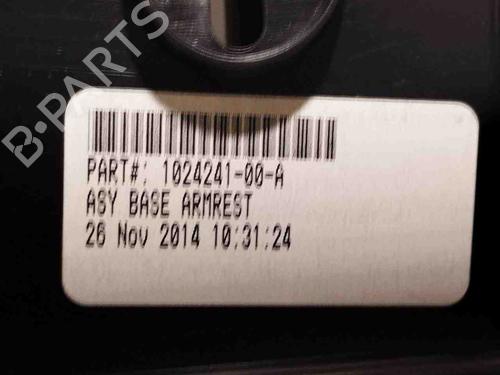 B-PARTS
PART#: 1024241-00-A
ASY BASE ARMREST
26 Nov 2014 10:31:24